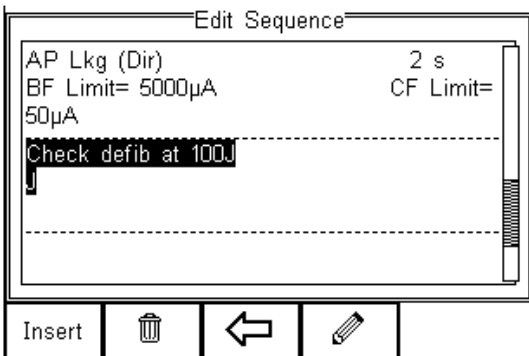 Edit Sequence
AP Lkg (Dir) 2 s
BF Limit= 5000µA CF Limit=
50µA
Check defib at 100J
J
Insert